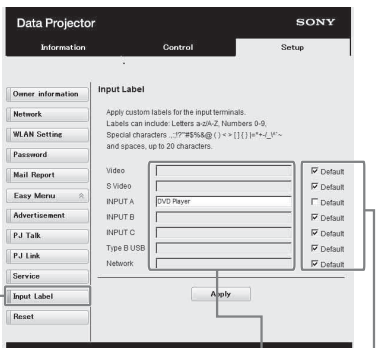 Data Projector
SONY
Information
Control
Setup
Owner information
Network
WLAN Setting
Password
Mail Report
Easy Menu
Advertisement
PJ Talk
PJ Link
Service
Input Label
Reset
Input Label
Apply custom labels for the input terminals.
Labels can include: Letters a-z/A-Z, Numbers 0-9,
and spaces, up to 20 characters.
Video
Default
S Video
Default
INPUT A
DVD Player
Default
INPUT B
Default
INPUT C
Default
Type B USB
Default
Network
Default
Apply